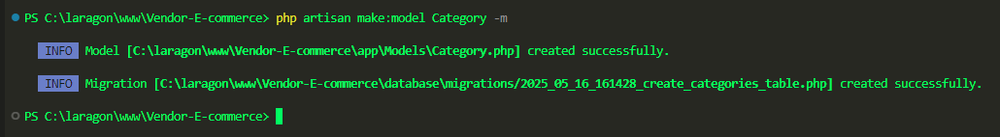 PS C:\laragon\www\Vendor-E-commerce> php artisan make:model Category -m
INFO Model [C:\laragon\www\Vendor-E-commerce\app\Models\Category.php] created successfully.
INFO Migration [C:\laragon\www\Vendor-E-commerce\database\migrations/2025_05_16_161428_create_categories_table.php] created successfully.
PS C:\laragon\www\Vendor-E-commerce>